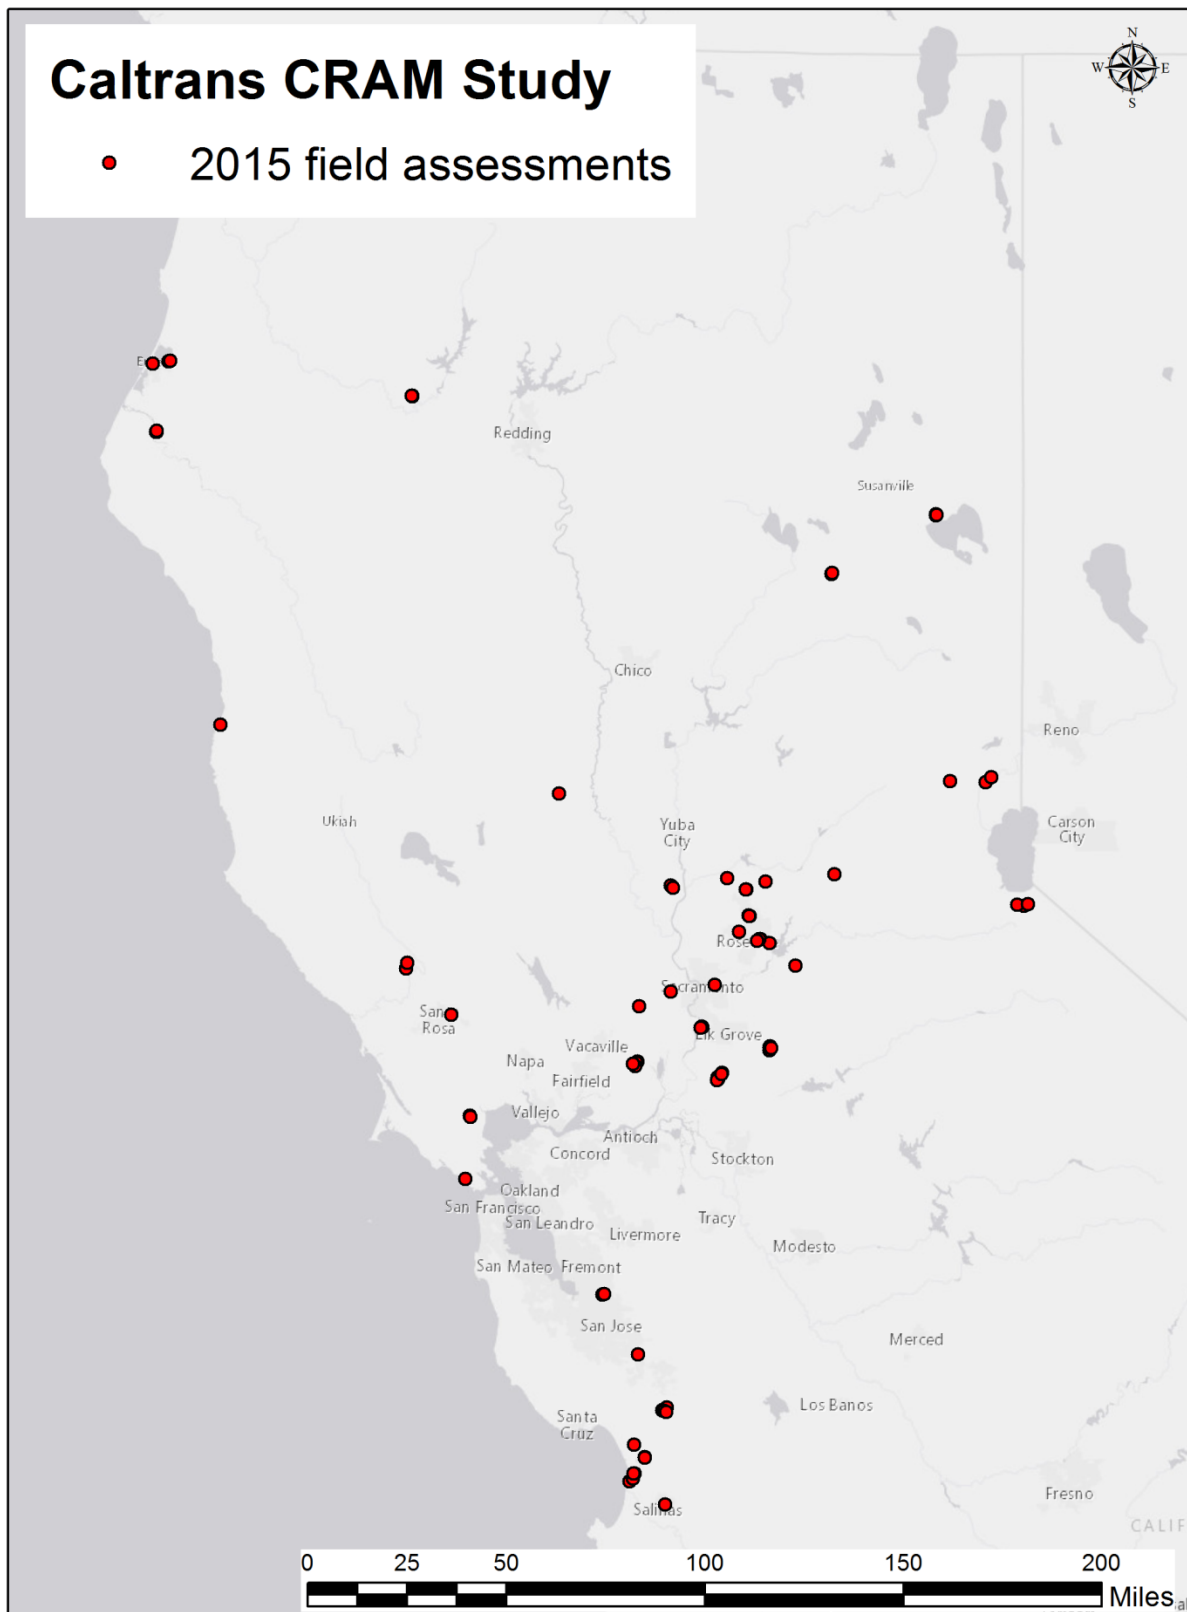 Caltrans CRAM Study
2015 field assessments
N
W
E
S
Redding
Susanville
Chico
Reno
Ukiah
Yuba
City
Carson
City
Sacramento
Elk Grove
Santa
Rosa
Vacaville
Napa
Fairfield
Vallejo
Antioch
Concord
Stockton
Oakland
San Francisco
San Leandro
Tracy
Livermore
Modesto
San Mateo
Fremont
San Jose
Merced
Los Banos
Santa
Cruz
Fresno
Salinas
CALIF
0
25
50
100
150
200
Miles